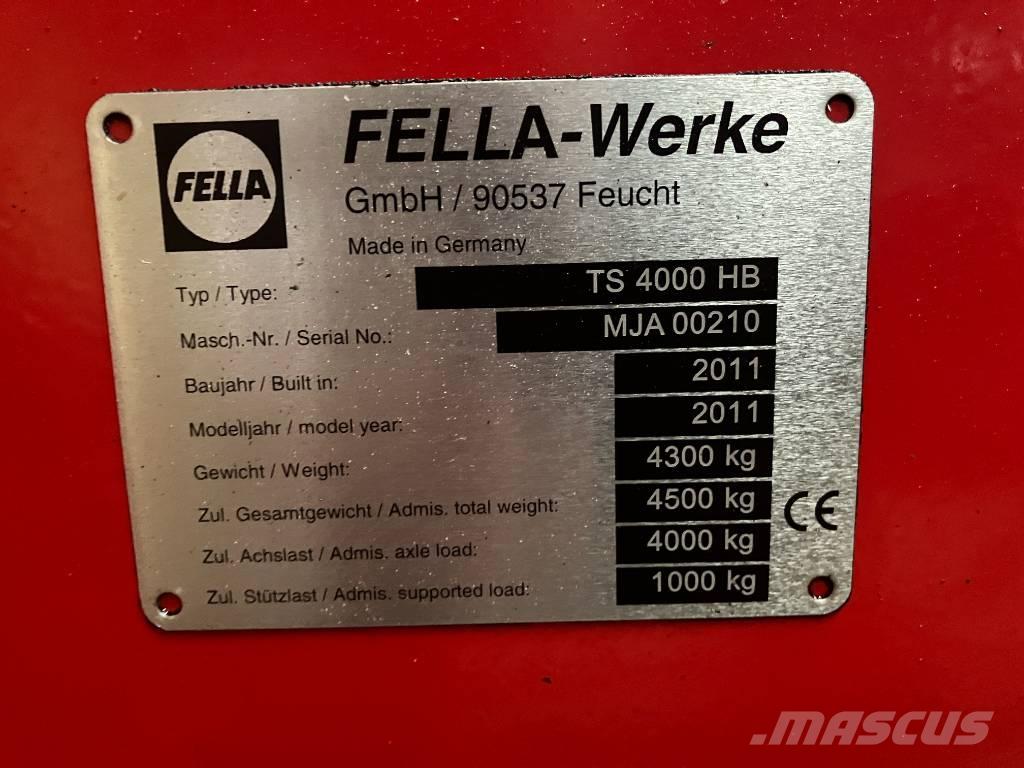 FELLA
FELLA-Werke
GmbH / 90537 Feucht
Made in Germany
Typ / Type: TS 4000 HB
Masch.-Nr. / Serial No.: MJA 00210
Baujahr / Built in: 2011
Modelljahr / model year: 2011
Gewicht / Weight: 4300 kg
Zul. Gesamtgewicht / Admis. total weight: 4500 kg
CE
Zul. Achslast / Admis. axle load: 4000 kg
Zul. Stützlast / Admis. supported load: 1000 kg
MASCUS